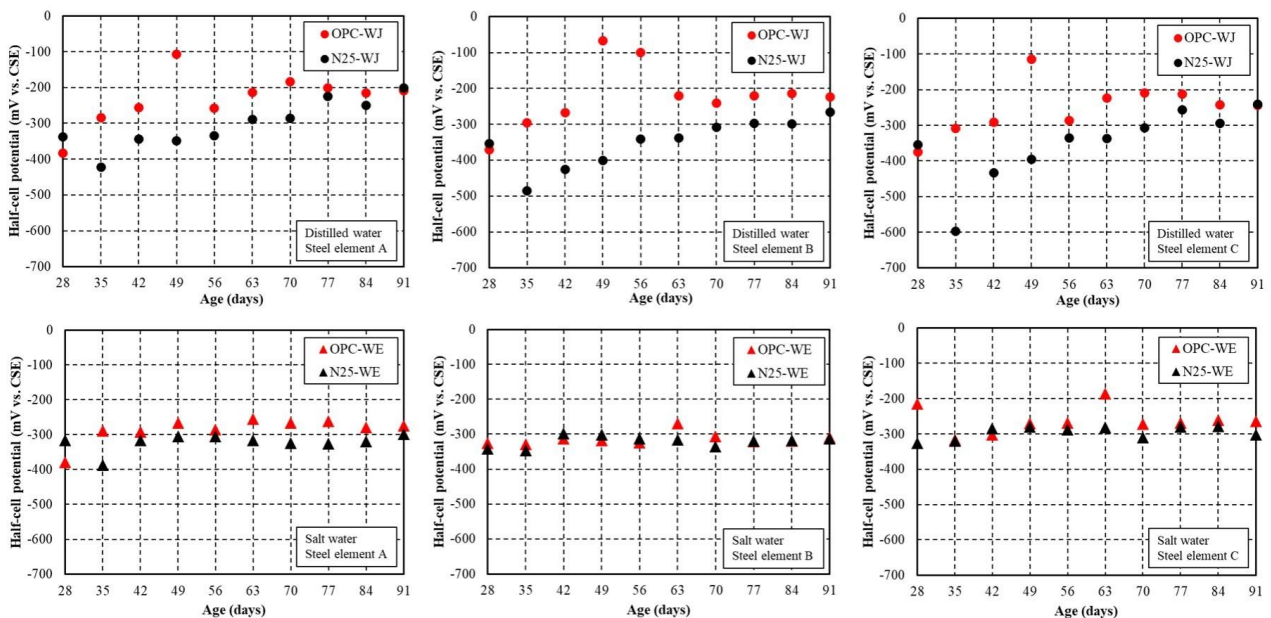 0
-100
-200
-300
-400
-500
-600
-700
Half-cell potential (mV vs. CSE)
OPC-WJ
N25-WJ
Distilled water
Steel element A
28 35 42 49 56 63 70 77 84 91
Age (days)
0
-100
-200
-300
-400
-500
-600
-700
Half-cell potential (mV vs. CSE)
OPC-WJ
N25-WJ
Distilled water
Steel element B
28 35 42 49 56 63 70 77 84 91
Age (days)
0
-100
-200
-300
-400
-500
-600
-700
Half-cell potential (mV vs. CSE)
OPC-WJ
N25-WJ
Distilled water
Steel element C
28 35 42 49 56 63 70 77 84 91
Age (days)
0
-100
-200
-300
-400
-500
-600
-700
Half-cell potential (mV vs. CSE)
OPC-WE
N25-WE
Salt water
Steel element A
28 35 42 49 56 63 70 77 84 91
Age (days)
0
-100
-200
-300
-400
-500
-600
-700
Half-cell potential (mV vs. CSE)
OPC-WE
N25-WE
Salt water
Steel element B
28 35 42 49 56 63 70 77 84 91
Age (days)
0
-100
-200
-300
-400
-500
-600
-700
Half-cell potential (mV vs. CSE)
OPC-WE
N25-WE
Salt water
Steel element C
28 35 42 49 56 63 70 77 84 91
Age (days)